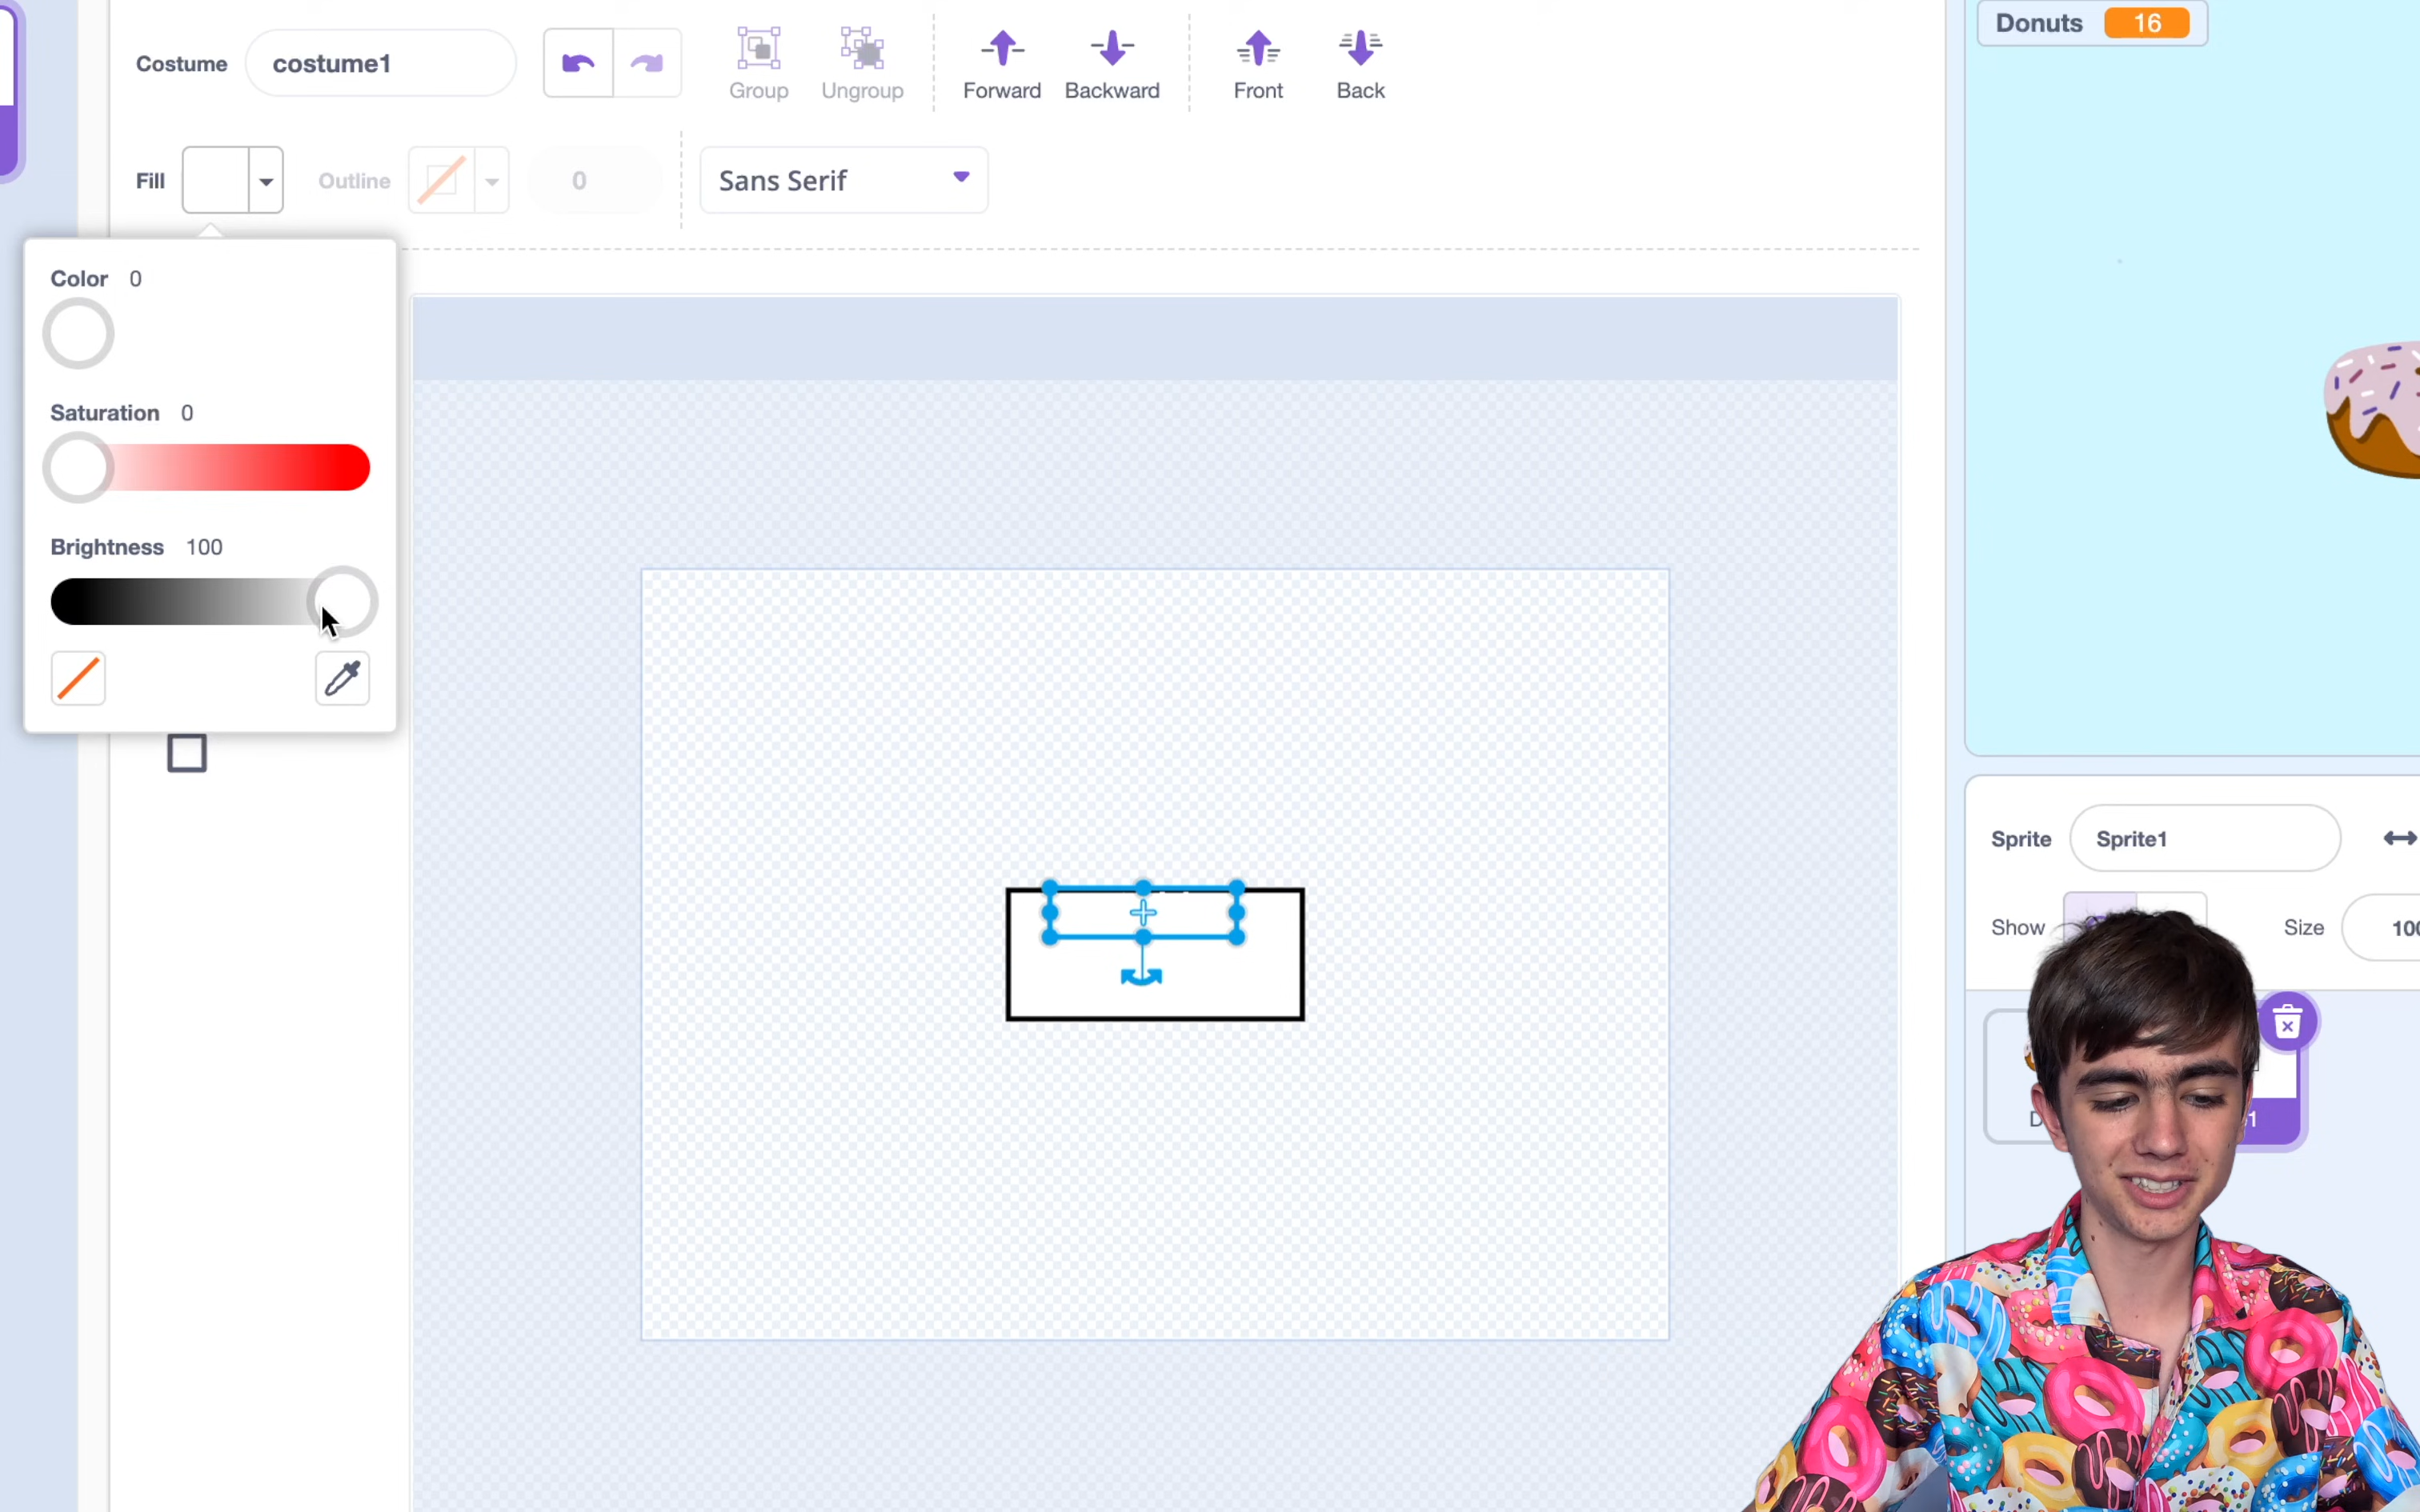 Costume costume1
Group Ungroup Forward Backward Front Back
Donuts 16
Fill Outline 0 Sans Serif
Color 0
Saturation 0
Brightness 100
Sprite Sprite1
Show Size